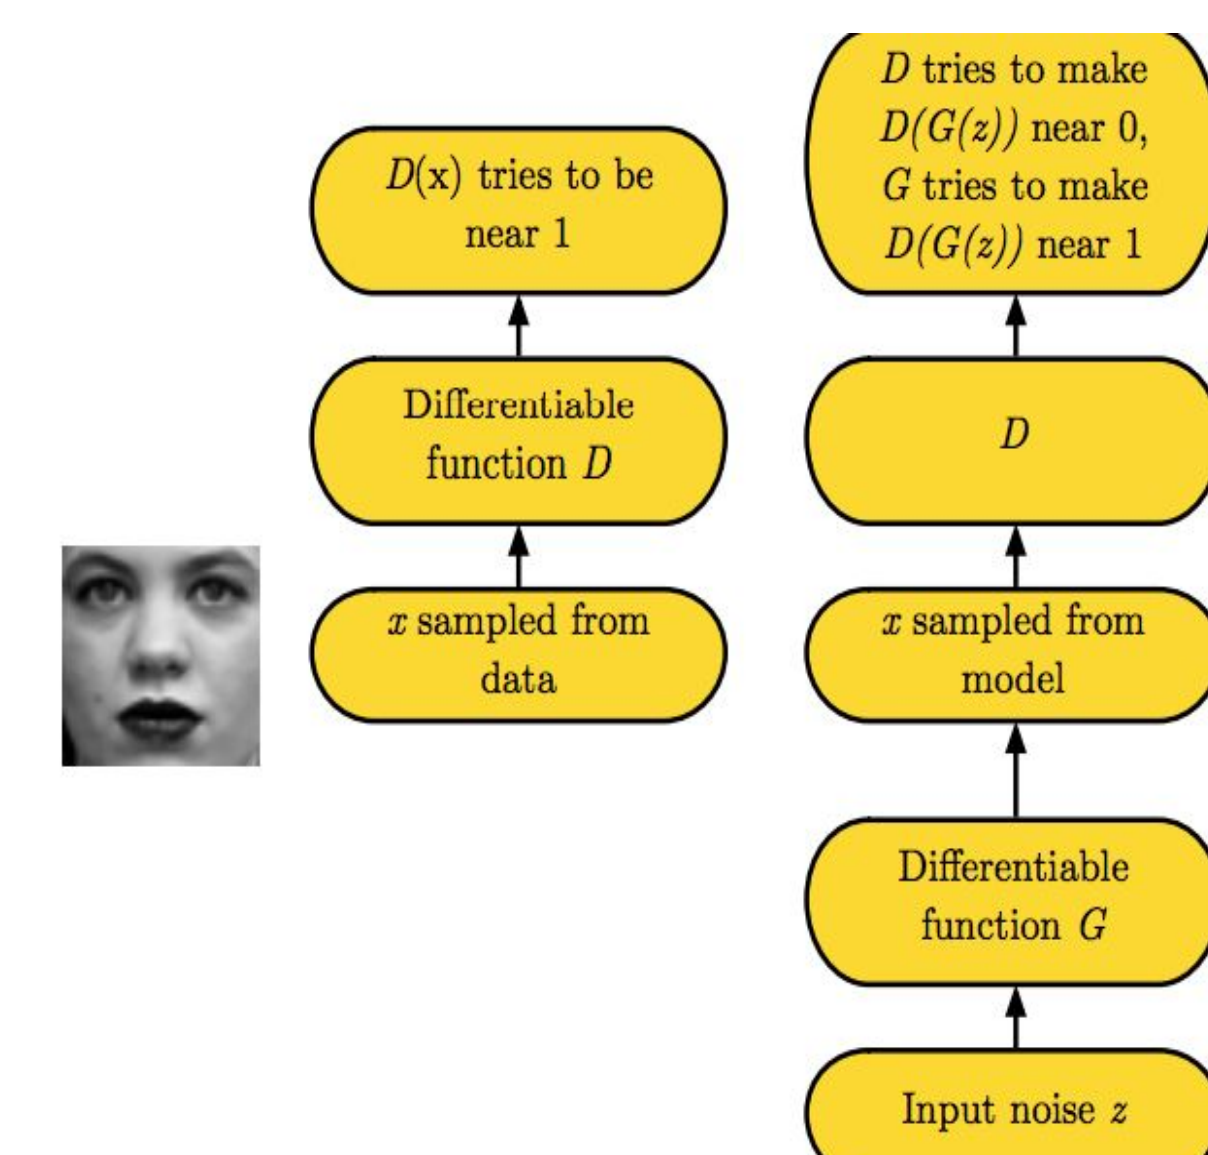 D(x) tries to be
near 1
Differentiable
function D
x sampled from
data
D tries to make
D(G(z)) near 0,
G tries to make
D(G(z)) near 1
D
x sampled from
model
Differentiable
function G
Input noise z